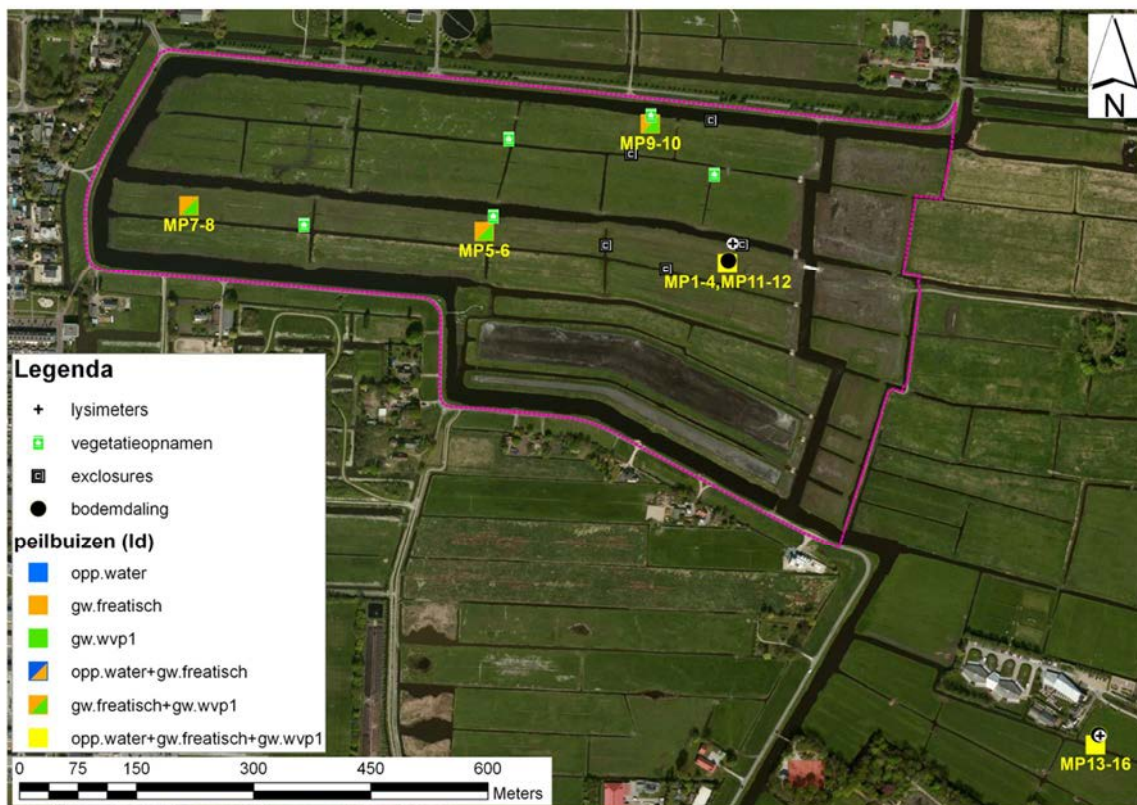 N
MP9-10
MP7-8
MP5-6
MP1-4,MP11-12
Legenda
lysimeters
vegetatieopnamen
exclosures
bodemdaling
peilbuizen (Id)
opp.water
gw.freatisch
gw.wvp1
opp.water+gw.freatisch
gw.freatisch+gw.wvp1
opp.water+gw.freatisch+gw.wvp1
MP13-16
0 75 150 300 450 600
Meters